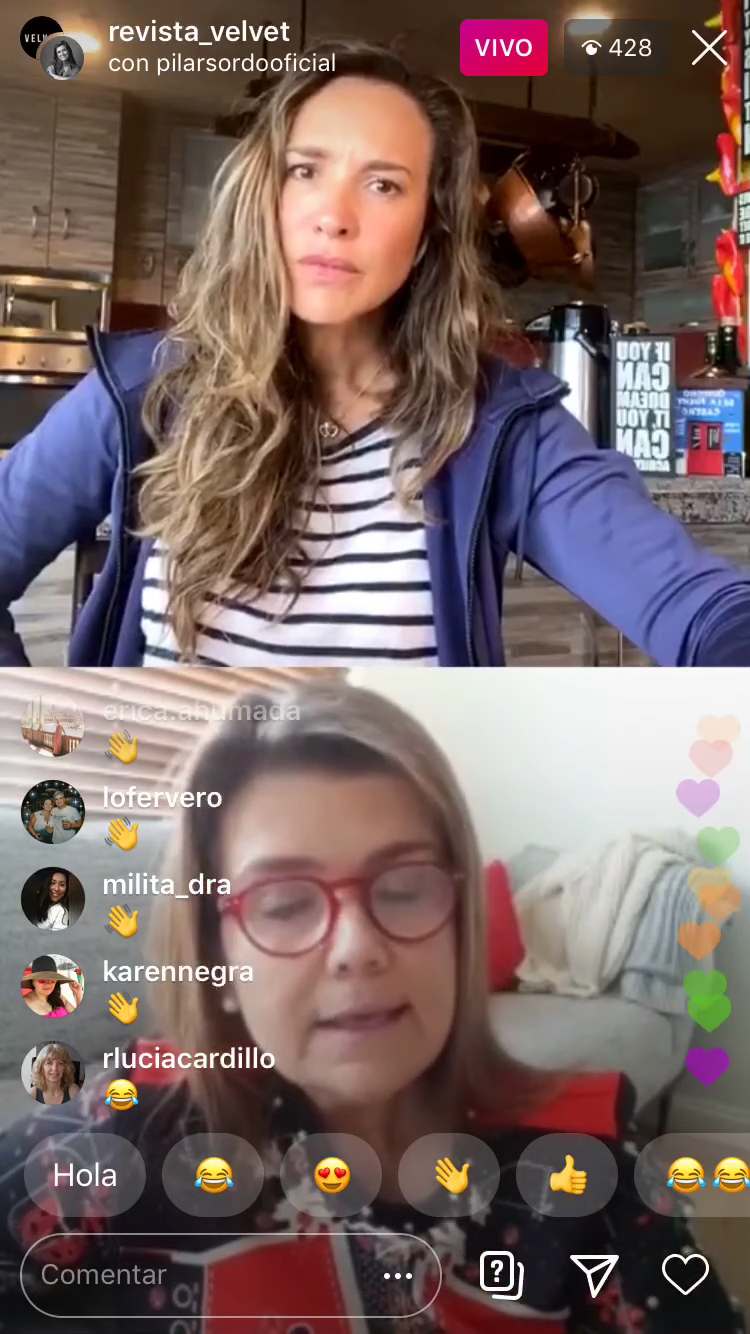 VELV
revista_velvet
con pilarsordooficial
VIVO
428
IF YOU
CAN
DREAM
IT, YOU
CAN
erica.ahumada
👋
lofervero
👋
milita_dra
👋
karennegra
👋
rluciacardillo
😂
Hola
😂
😍
👋
👍
😂😂
Comentar